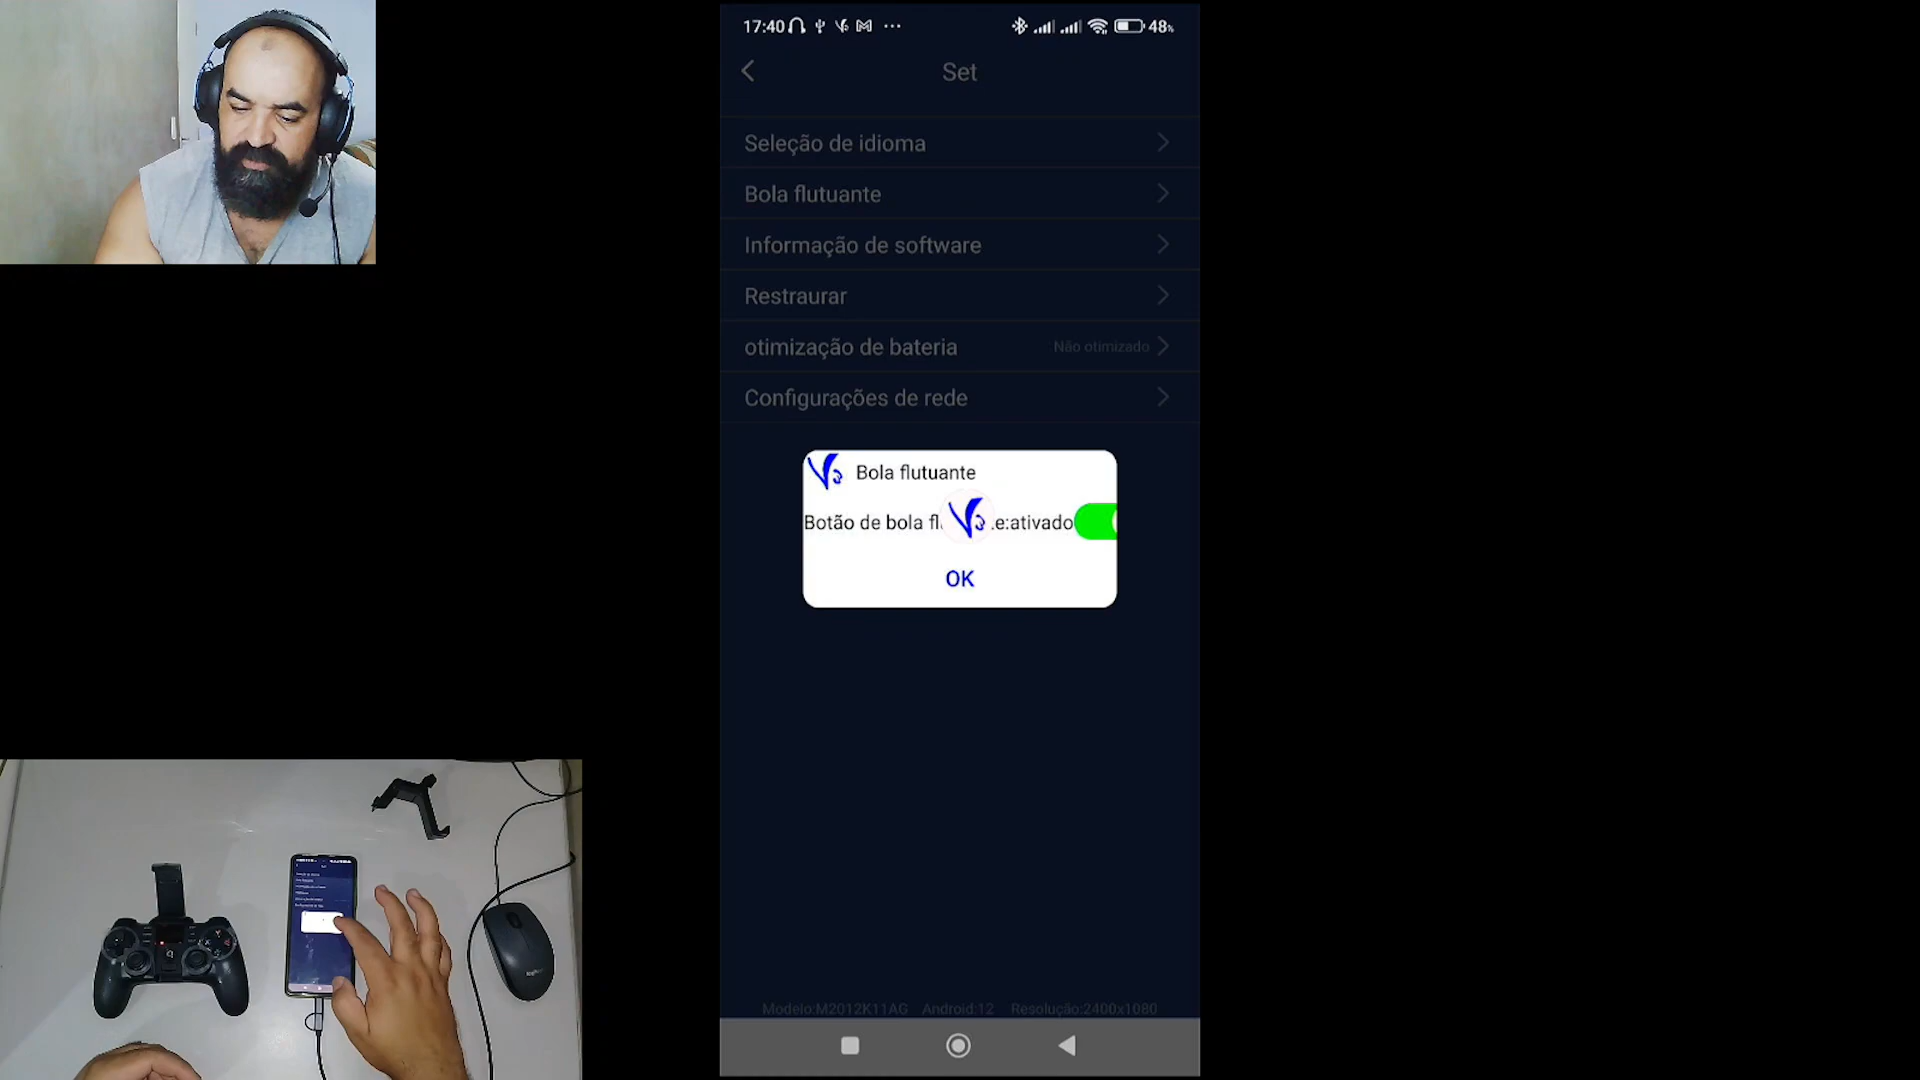 17:40 48%
Set
Seleção de idioma
Bola flutuante
Informação de software
Restraurar
otimização de bateria Não otimizado
Configurações de rede
Bola flutuante
Botão de bola fl e:ativado
OK
Modelo:M2012K11AG Android:12 Resolução:2400x1080